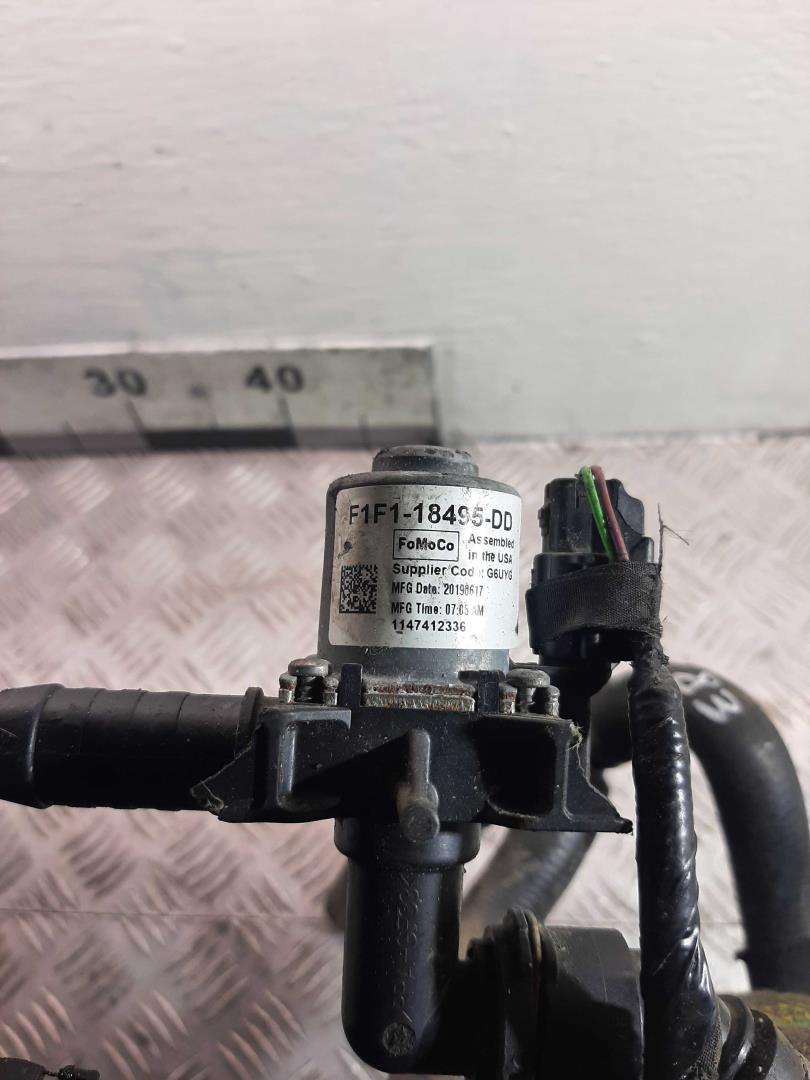 30 40
F1F1-18495-DD
FoMoCo Assembled
in the USA
Supplier Code: G6UYG
MFG Date: 20190617
MFG Time: 07:05 AM
1147412336